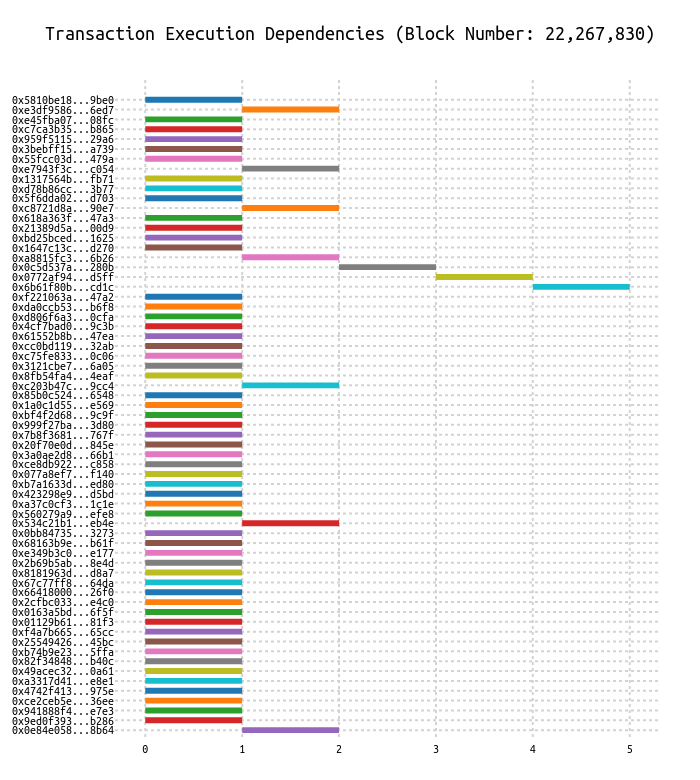 Transaction Execution Dependencies (Block Number: 22,267,830)
0x5810be18...9be0
0xe3df9586...6ed7
0xe45fba07...08fc
0xc7ca3b35...b865
0x959f5115...29a6
0x3bebff15...a739
0x55fcc03d...479a
0xe7943f3c...c054
0x1317564b...fb71
0xd78b86cc...3b77
0x5f6dda02...d703
0xc8721d8a...90e7
0x618a363f...47a3
0x21389d5a...00d9
0xbd25bced...1625
0x1647c13c...d270
0xa8815fc3...6b26
0x0c5d537a...280b
0x0772af94...d5ff
0x6b61f80b...cd1c
0xf221063a...47a2
0xda0ccb53...b6f8
0xd806f6a3...0cfa
0x4cf7bad0...9c3b
0x61552b8b...47ea
0xcc0bd119...32ab
0xc75fe833...0c06
0x3121cbe7...6a05
0x8fb54fa4...4eaf
0xc203b47c...9cc4
0x85b0c524...6548
0x1a0c1d55...e569
0xbf4f2d68...9c9f
0x999f27ba...3d80
0x7b8f3681...767f
0x20f70e0d...845e
0x3a0ae2d8...66b1
0xce8db922...c858
0x077a8ef7...f140
0xb7a1633d...ed80
0x423298e9...d5bd
0xa37c0cf3...1c1e
0x560279a9...efe8
0x534c21b1...eb4e
0x0bb84735...3273
0x68163b9e...b61f
0xe349b3c0...e177
0x2b69b5ab...8e4d
0x8181963d...d8a7
0x67c77ff8...64da
0x66418000...26f0
0x2cfbc033...e4c0
0x0163a5bd...6f5f
0x01129b61...81f3
0xf4a7b665...65cc
0x25549426...45bc
0xb74b9e23...5ffa
0x82f34848...b40c
0x49acec32...0a61
0xa3317d41...e8e1
0x4742f413...975e
0xce2ceb5e...36ee
0x941888f4...e7e3
0x9ed0f393...b286
0x0e84e058...8b64
0 1 2 3 4 5